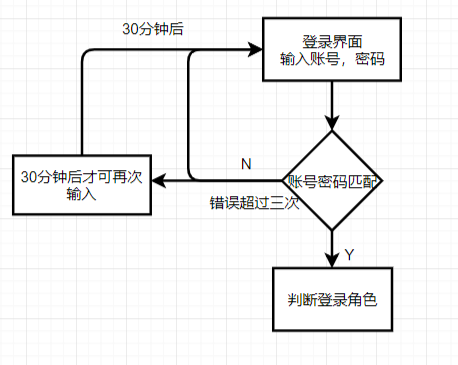 30分钟后
登录界面
输入账号，密码
N
账号密码匹配
30分钟后才可再次
输入
错误超过三次
Y
判断登录角色